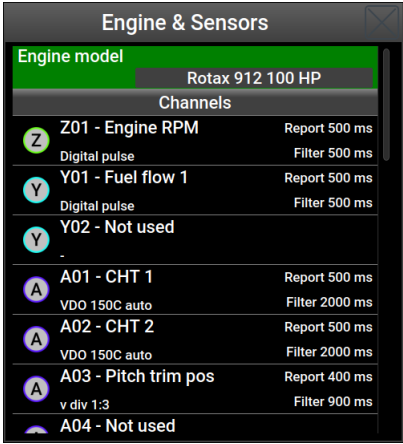 Engine & Sensors
Engine model
Rotax 912 100 HP
Channels
Z
Z01 - Engine RPM
Report 500 ms
Digital pulse
Filter 500 ms
Y
Y01 - Fuel flow 1
Report 500 ms
Digital pulse
Filter 500 ms
Y
Y02 - Not used
-
A
A01 - CHT 1
Report 500 ms
VDO 150C auto
Filter 2000 ms
A
A02 - CHT 2
Report 500 ms
VDO 150C auto
Filter 2000 ms
A
A03 - Pitch trim pos
Report 400 ms
v div 1:3
Filter 900 ms
A04 - Not used